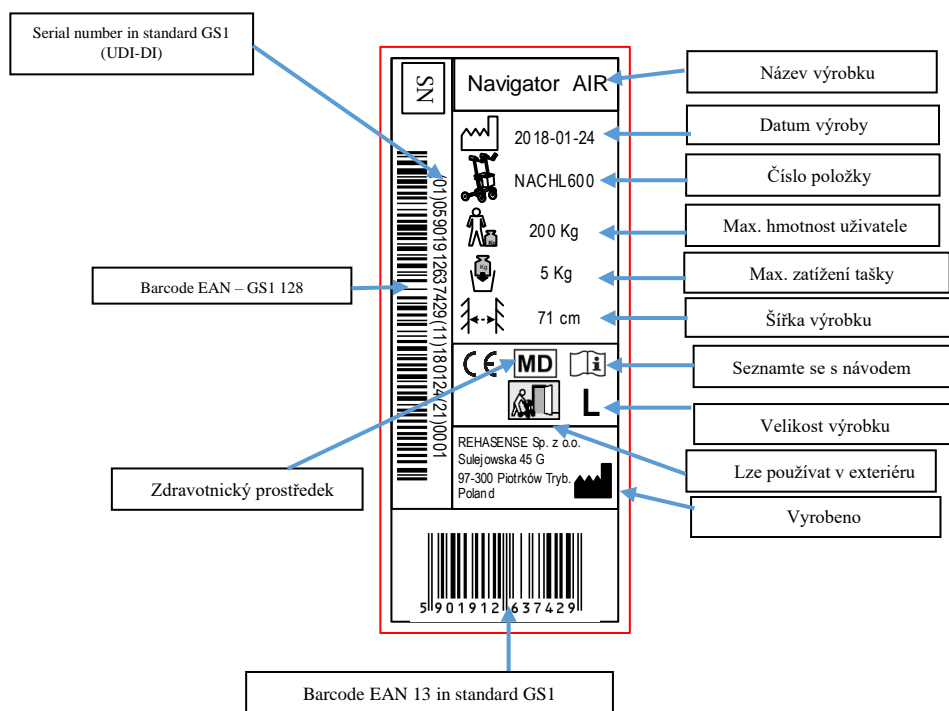 Serial number in standard GS1
(UDI-DI)
Barcode EAN – GS1 128
Zdravotnický prostředek
SN
(01)05901912637429(11)180124(21)0001
Navigator AIR
2018-01-24
NACHL600
200 Kg
Kg
5 Kg
71 cm
CE MD i
L
REHASENSE Sp. z o.o.
Sulejowska 45 G
97-300 Piotrków Tryb.
Poland
5 901912 637429
Název výrobku
Datum výroby
Číslo položky
Max. hmotnost uživatele
Max. zatížení tašky
Šířka výrobku
Seznamte se s návodem
Velikost výrobku
Lze používat v exteriéru
Vyrobeno
Barcode EAN 13 in standard GS1